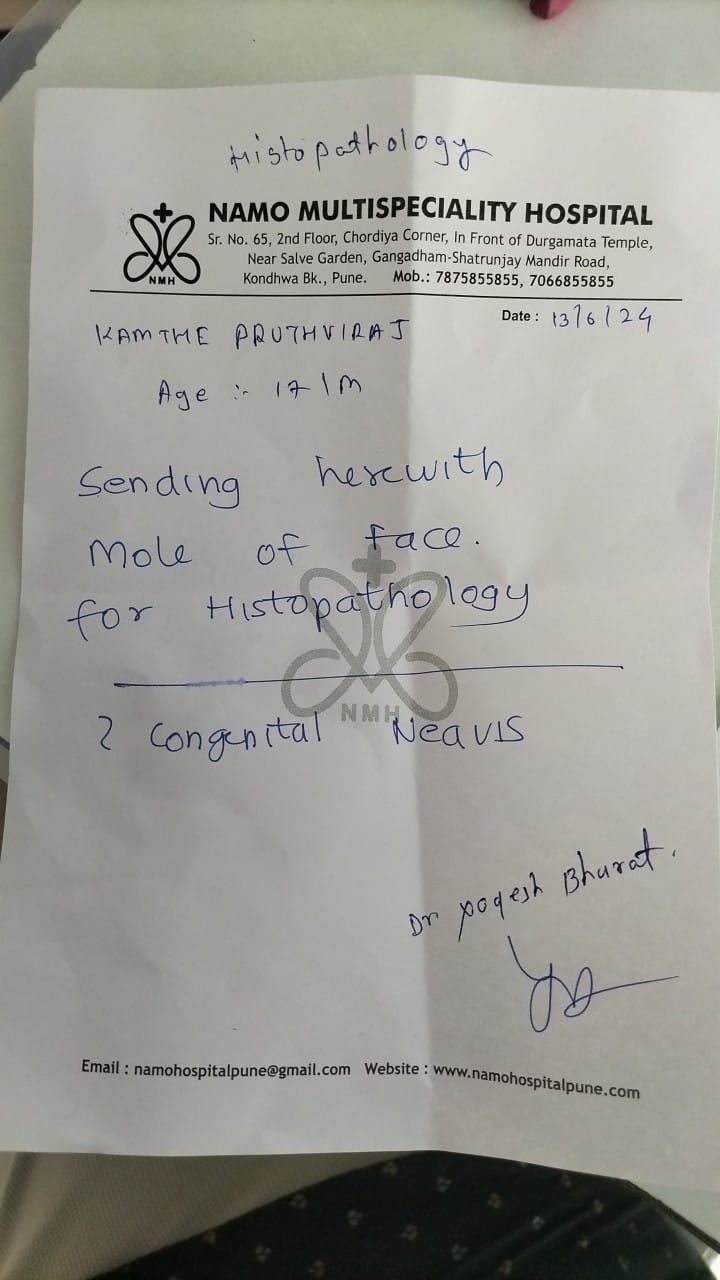 Histopathology
NAMO MULTISPECIALITY HOSPITAL
Sr. No. 65, 2nd Floor, Chordiya Corner, In Front of Durgamata Temple,
Near Salve Garden, Gangadham-Shatrunjay Mandir Road,
Kondhwa Bk., Pune. Mob.: 7875855855, 7066855855
NMH
Date : 13/6/24
KAMTHE PRUTHVIRAJ
Age :- 17/M
Sending herewith
Mole of face.
for Histopathology
NMH
? Congenital Neavis
Dr Yogesh Bharat.
Email : namohospitalpune@gmail.com Website : www.namohospitalpune.com